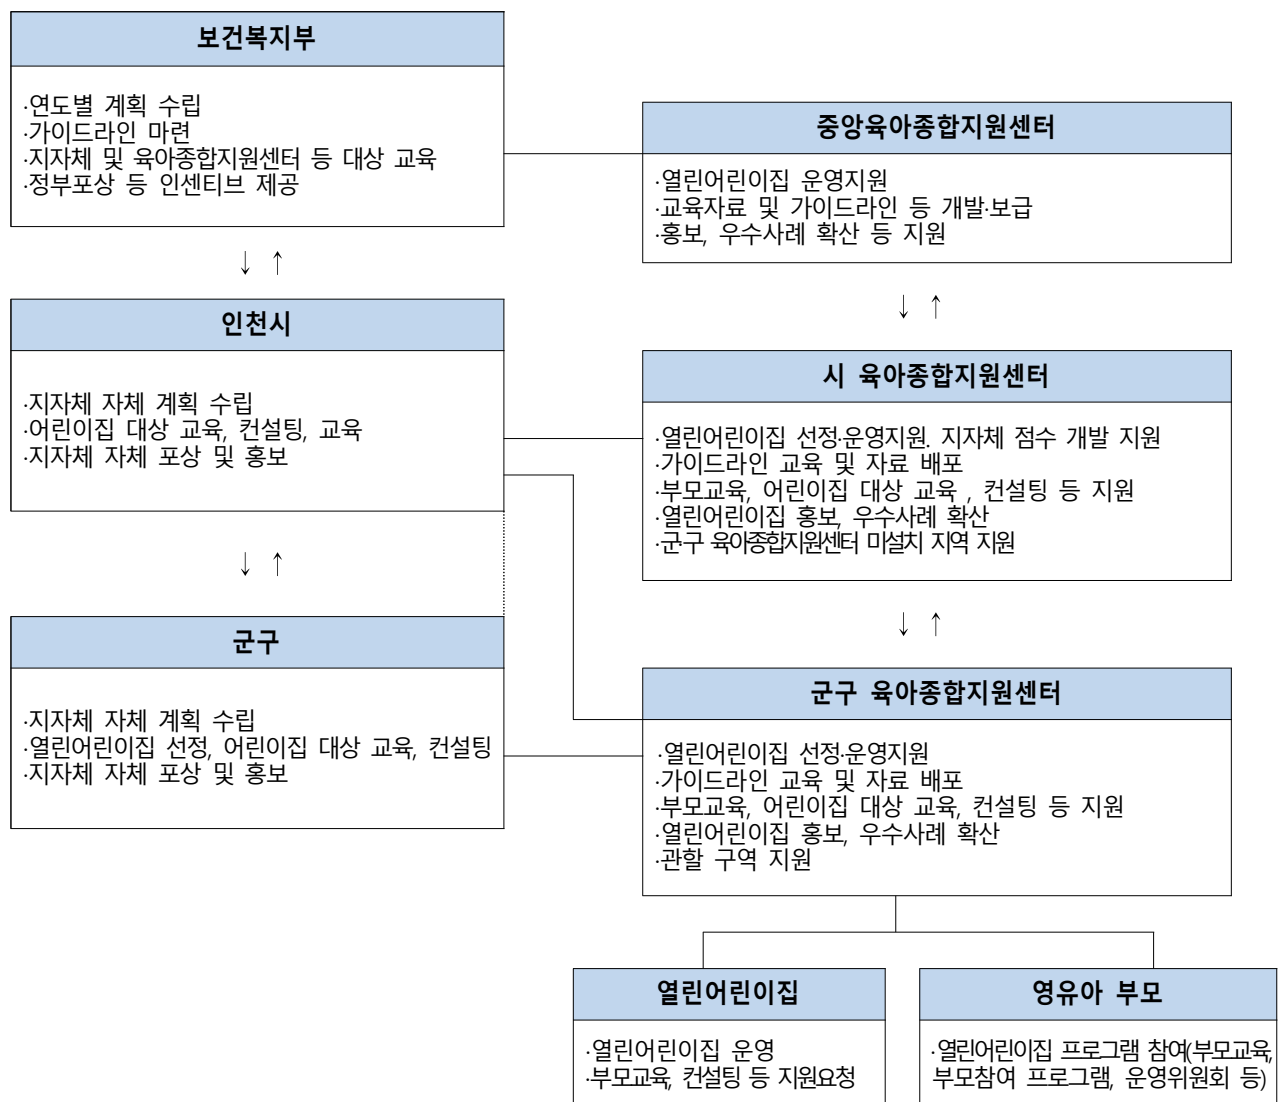 보건복지부
·연도별 계획 수립
·가이드라인 마련
·지자체 및 육아종합지원센터 등 대상 교육
·정부포상 등 인센티브 제공
↓ ↑
중앙육아종합지원센터
·열린어린이집 운영지원
·교육자료 및 가이드라인 등 개발·보급
·홍보, 우수사례 확산 등 지원
↓ ↑
인천시
·지자체 자체 계획 수립
·어린이집 대상 교육, 컨설팅, 교육
·지자체 자체 포상 및 홍보
↓ ↑
시 육아종합지원센터
·열린어린이집 선정·운영지원. 지자체 점수 개발 지원
·가이드라인 교육 및 자료 배포
·부모교육, 어린이집 대상 교육 , 컨설팅 등 지원
·열린어린이집 홍보, 우수사례 확산
·군·구 육아종합지원센터 미설치 지역 지원
↓ ↑
군구
·지자체 자체 계획 수립
·열린어린이집 선정, 어린이집 대상 교육, 컨설팅
·지자체 자체 포상 및 홍보
군구 육아종합지원센터
·열린어린이집 선정·운영지원
·가이드라인 교육 및 자료 배포
·부모교육, 어린이집 대상 교육, 컨설팅 등 지원
·열린어린이집 홍보, 우수사례 확산
·관할 구역 지원
열린어린이집
·열린어린이집 운영
·부모교육, 컨설팅 등 지원요청
영유아 부모
·열린어린이집 프로그램 참여(부모교육,
부모참여 프로그램, 운영위원회 등)